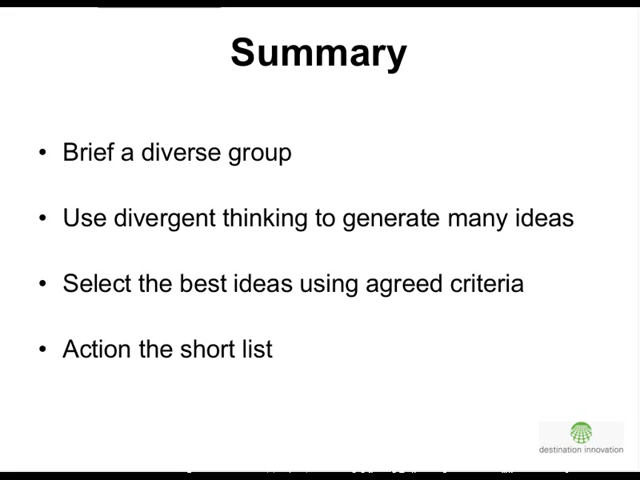 Summary
• Brief a diverse group
• Use divergent thinking to generate many ideas
• Select the best ideas using agreed criteria
• Action the short list
destination innovation